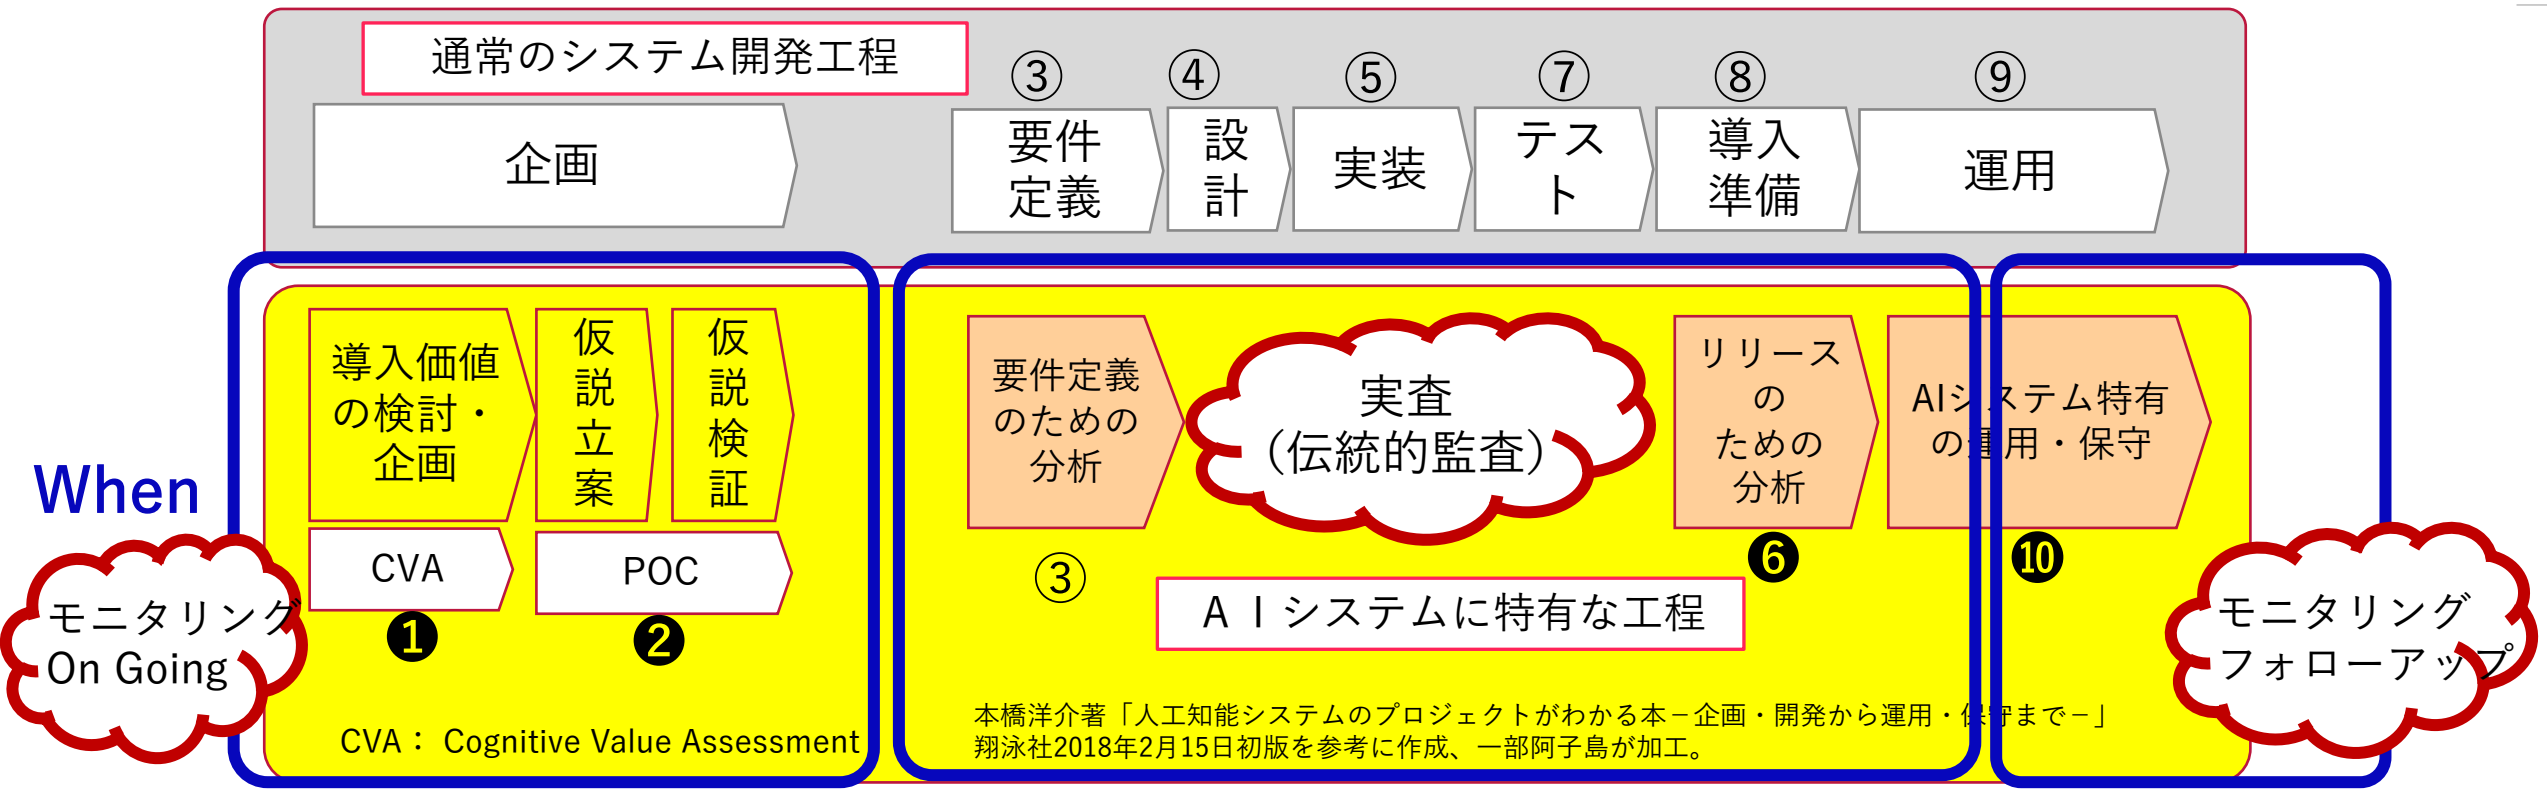 通常のシステム開発工程
企画
③
要件
定義
④
設
計
⑤
実装
⑦
テス
ト
⑧
導入
準備
⑨
運用
When
モニタリング
On Going
導入価値
の検討・
企画
仮
説
立
案
仮
説
検
証
CVA
❶
POC
❷
CVA： Cognitive Value Assessment
要件定義
のための
分析
③
実査
（伝統的監査）
リリース
の
ための
分析
❻
AIシステム特有
の運用・保守
❿
ＡＩシステムに特有な工程
本橋洋介著「人工知能システムのプロジェクトがわかる本－企画・開発から運用・保守まで－」
翔泳社2018年2月15日初版を参考に作成、一部阿子島が加工。
モニタリング
フォローアップ